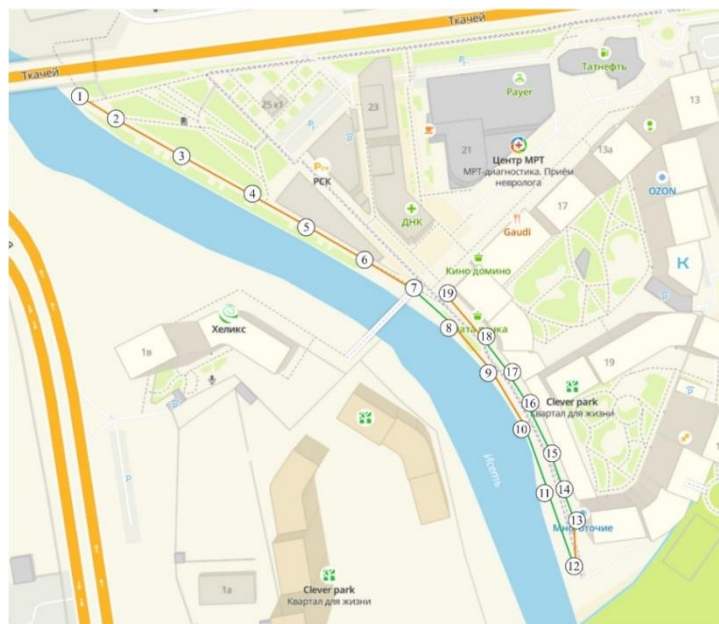 Ткачей
Ткачей
Татнефть
P
Payer
13
25 к1
23
P
21
13а
Центр МРТ
МРТ-диагностика. Приём
невролога
РСК
OZON
17
ДНК
Gaudi
К
Кино домино
1
2
3
4
5
6
7
19
8
18
9
17
16
10
15
14
11
13
12
Хеликс
1в
19
Clever park
Квартал для жизни
P
Исеть
Многоточие
1а
Clever park
Квартал для жизни